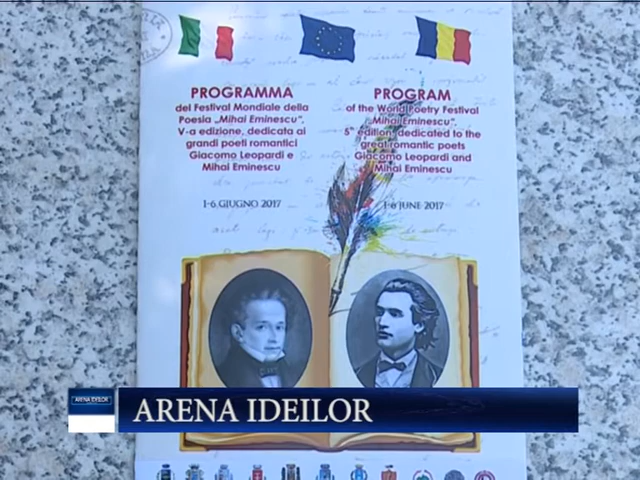 PROGRAMMA
del Festival Mondiale della
Poesia „Mihai Eminescu”.
V-a edizione, dedicata ai
grandi poeti romantici
Giacomo Leopardi e
Mihai Eminescu
1-6 GIUGNO 2017
PROGRAM
of the World Poetry Festival
„Mihai Eminescu”.
5th edition, dedicated to the
great romantic poets
Giacomo Leopardi and
Mihai Eminescu
1-6 JUNE 2017
ARENA IDEILOR
ARENA IDEILOR